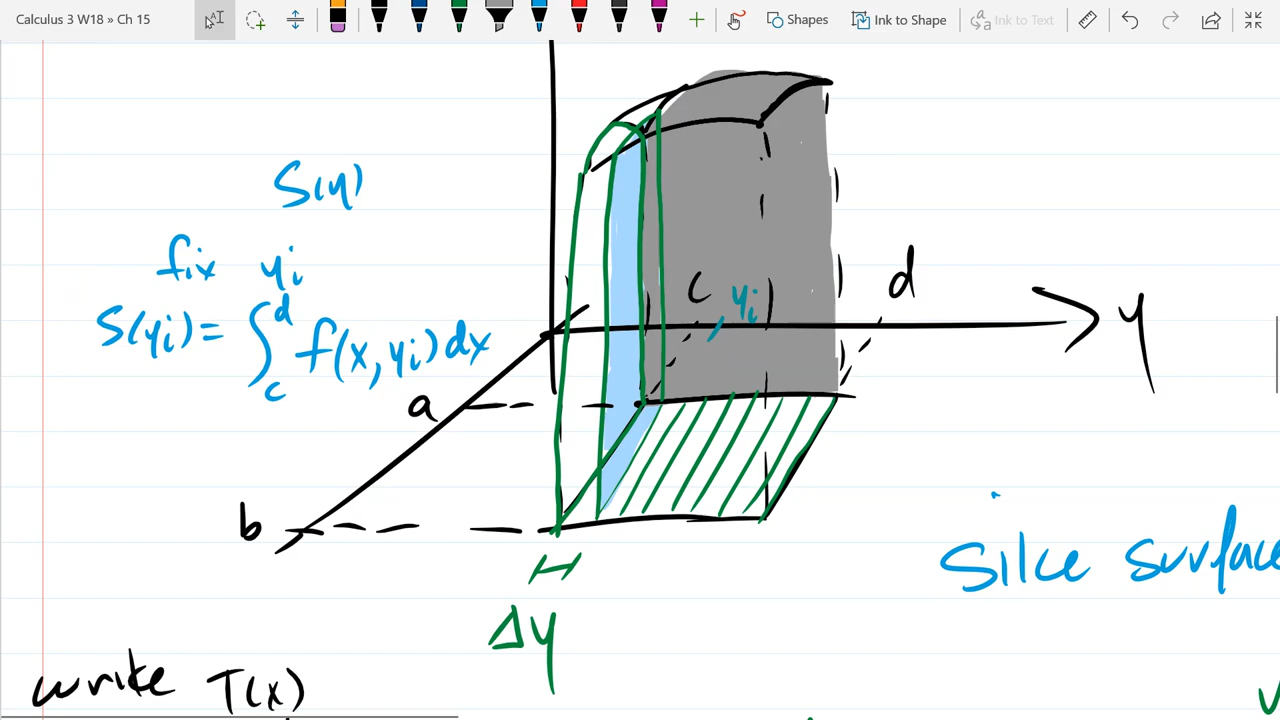 Calculus 3 W18 » Ch 15
Shapes
Ink to Shape
Ink to Text
S(y)
fix yi
S(yi) = ∫_c^d f(x, yi) dx
c
yi
d
y
a
b
Δy
Silce surface
write T(x)